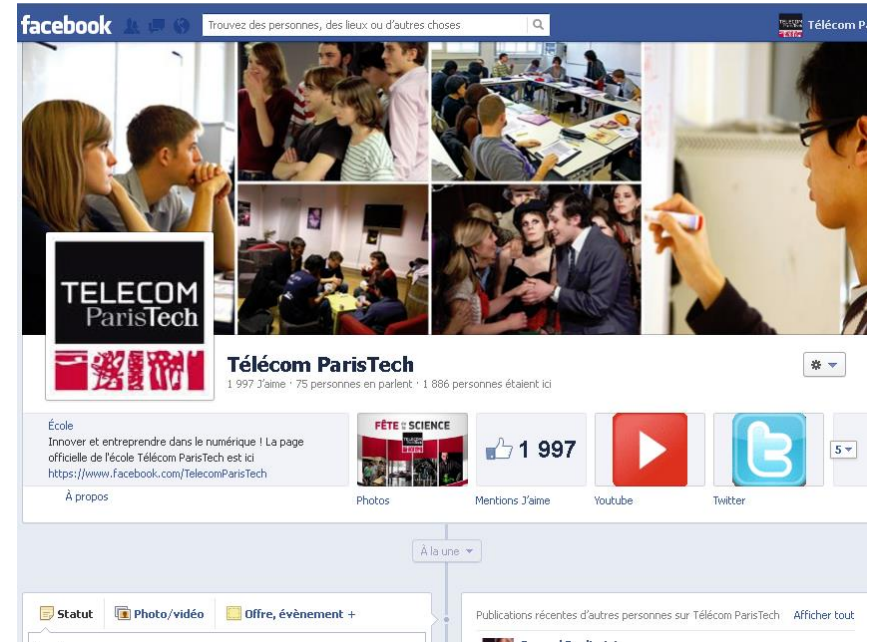 facebook
Trouvez des personnes, des lieux ou d'autres choses
Télécom P
TELECOM
ParisTech
Télécom ParisTech
1 997 J'aime · 75 personnes en parlent · 1 886 personnes étaient ici
École
Innover et entreprendre dans le numérique ! La page
officielle de l'école Télécom ParisTech est ici
https://www.facebook.com/TelecomParisTech
À propos
FÊTE DE SCIENCE
Photos
1 997
Mentions J'aime
Youtube
Twitter
5
À la une
Statut
Photo/vidéo
Offre, évènement +
Publications récentes d'autres personnes sur Télécom ParisTech
Afficher tout